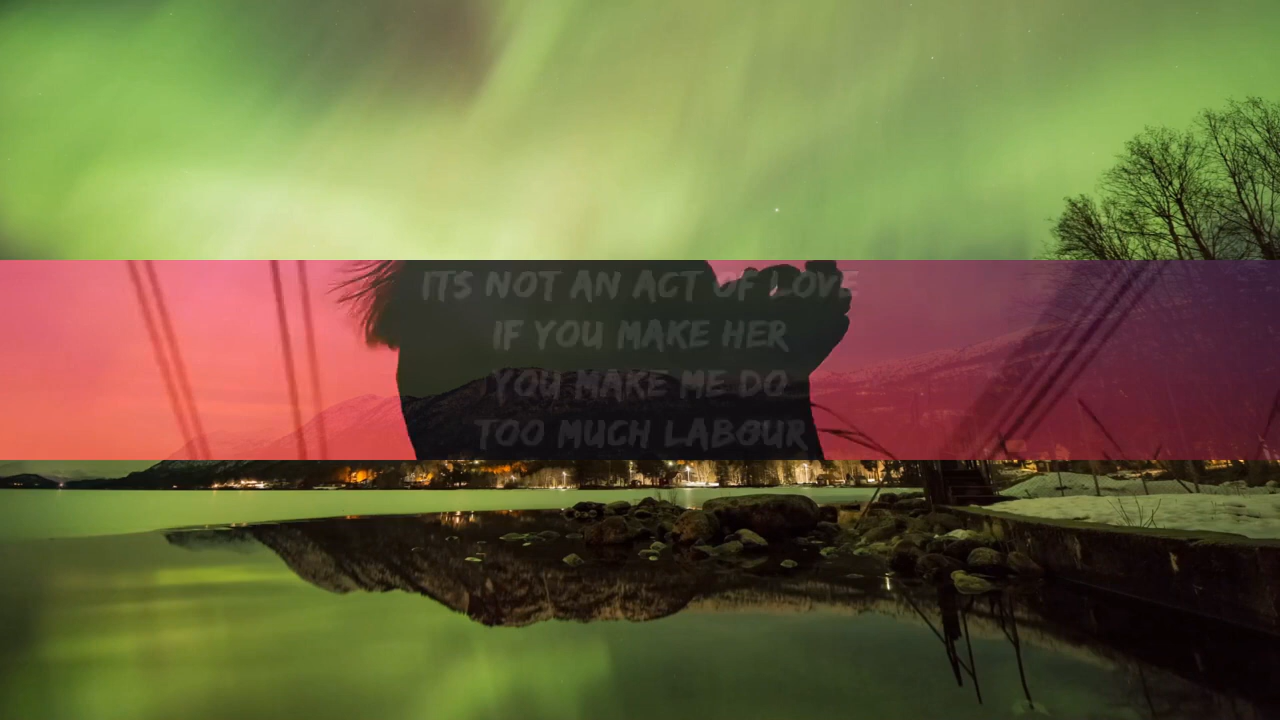 ITS NOT AN ACT OF LOVE
IF YOU MAKE HER
YOU MAKE ME DO
TOO MUCH LABOUR